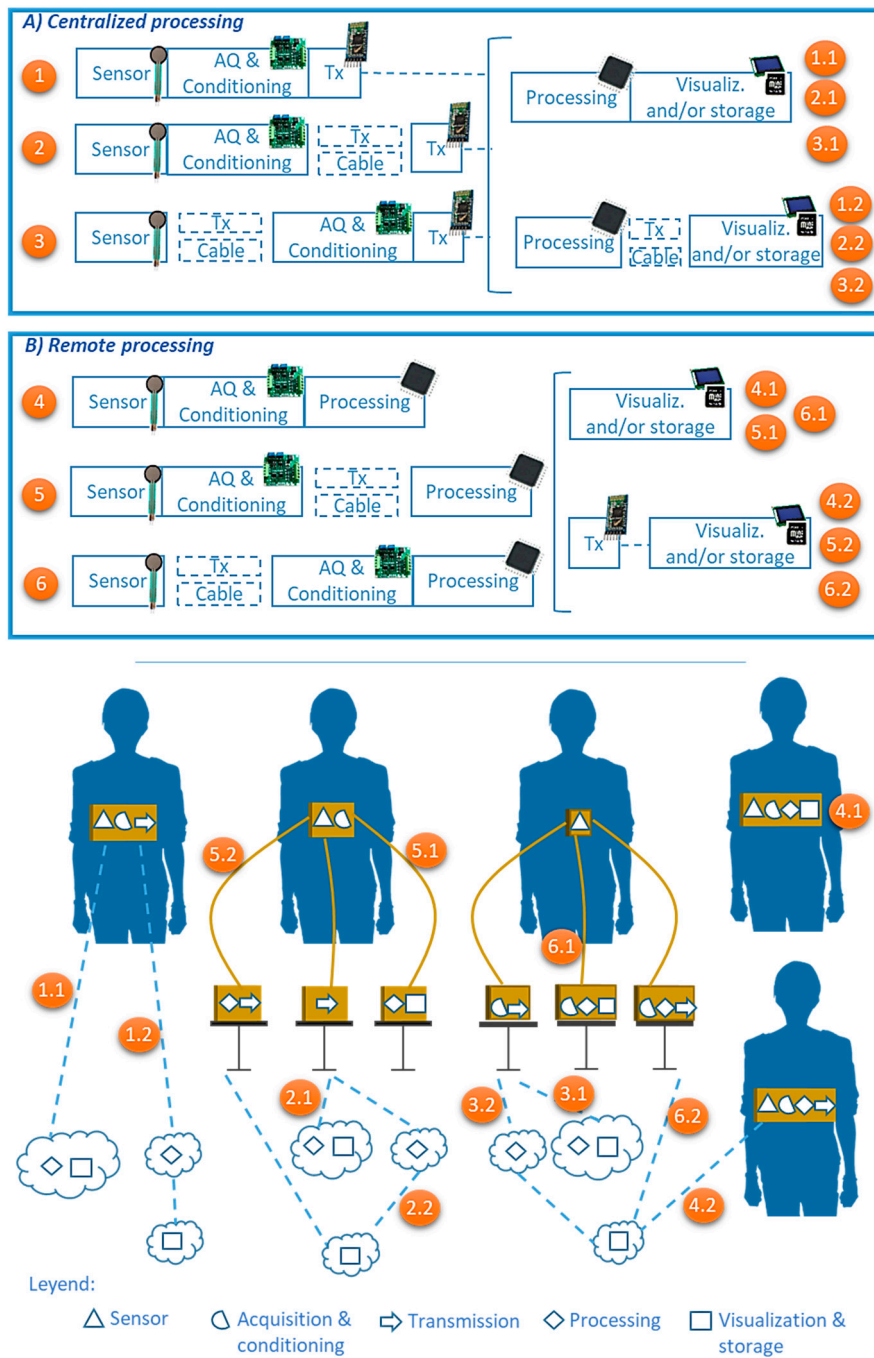 A) Centralized processing
1
Sensor
AQ &
Conditioning
Tx
2
Sensor
AQ &
Conditioning
Tx
Cable
Tx
3
Sensor
Tx
Cable
AQ &
Conditioning
Tx
Processing
Visualiz.
and/or storage
1.1
2.1
3.1
Processing
Tx
Cable
Visualiz.
and/or storage
1.2
2.2
3.2
B) Remote processing
4
Sensor
AQ &
Conditioning
Processing
5
Sensor
AQ &
Conditioning
Tx
Cable
Processing
6
Sensor
Tx
Cable
AQ &
Conditioning
Processing
Visualiz.
and/or storage
4.1
5.1
6.1
Tx
Visualiz.
and/or storage
4.2
5.2
6.2
4.1
5.2
5.1
6.1
1.1
1.2
2.1
3.2
3.1
6.2
2.2
4.2
Leyend:
Sensor
Acquisition &
conditioning
Transmission
Processing
Visualization &
storage